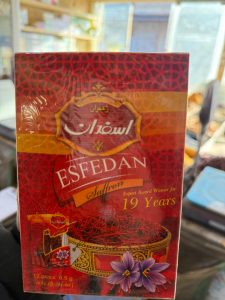 اسفدان
ESFEDAN
Saffron
Export Award Winner for
19 Years